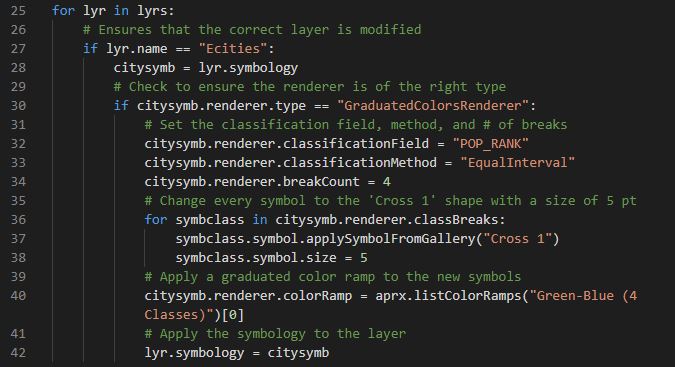 25 for lyr in lyrs:
26     # Ensures that the correct layer is modified
27     if lyr.name == "Ecities":
28         citysymb = lyr.symbology
29         # Check to ensure the renderer is of the right type
30         if citysymb.renderer.type == "GraduatedColorsRenderer":
31             # Set the classification field, method, and # of breaks
32             citysymb.renderer.classificationField = "POP_RANK"
33             citysymb.renderer.classificationMethod = "EqualInterval"
34             citysymb.renderer.breakCount = 4
35             # Change every symbol to the 'Cross 1' shape with a size of 5 pt
36             for symbclass in citysymb.renderer.classBreaks:
37                 symbclass.symbol.applySymbolFromGallery("Cross 1")
38                 symbclass.symbol.size = 5
39             # Apply a graduated color ramp to the new symbols
40             citysymb.renderer.colorRamp = aprx.listColorRamps("Green-Blue (4
            Classes)")[0]
41             # Apply the symbology to the layer
42             lyr.symbology = citysymb